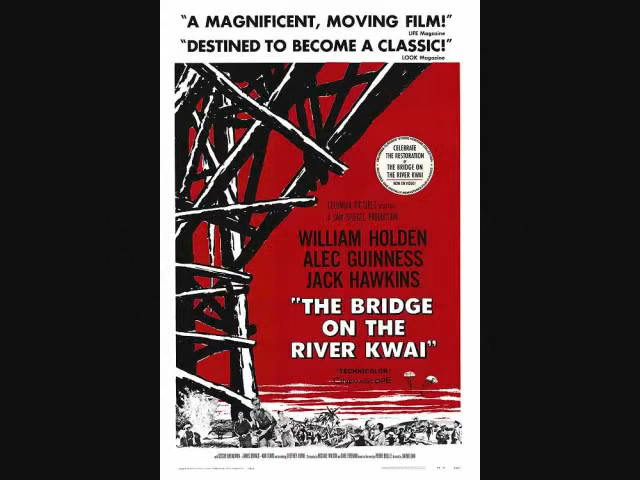 "A MAGNIFICENT, MOVING FILM!"
LIFE Magazine
"DESTINED TO BECOME A CLASSIC!"
LOOK Magazine
CELEBRATE
THE RESTORATION
OF
THE BRIDGE ON
THE RIVER KWAI
NOW ON VIDEO!
COLUMBIA PICTURES
A SAM SPIEGEL PRODUCTION
WILLIAM HOLDEN
ALEC GUINNESS
JACK HAWKINS
"THE BRIDGE
ON THE
RIVER KWAI"
TECHNICOLOR
CINEMASCOPE